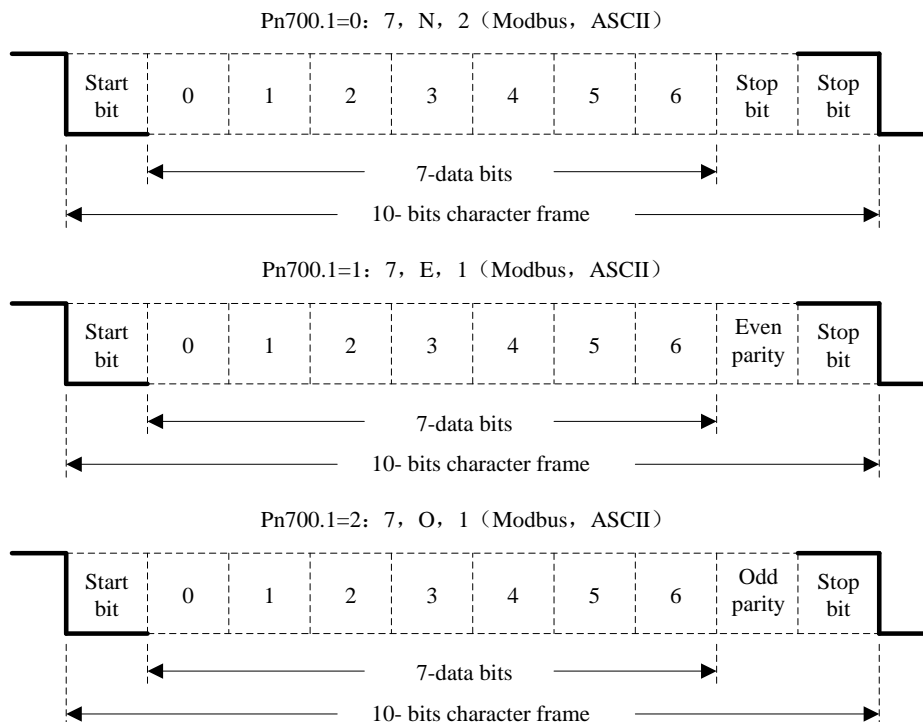 Pn700.1=0：7，N，2（Modbus，ASCII）
Start bit 0 1 2 3 4 5 6 Stop bit Stop bit
7-data bits
10- bits character frame
Pn700.1=1：7，E，1（Modbus，ASCII）
Start bit 0 1 2 3 4 5 6 Even parity Stop bit
7-data bits
10- bits character frame
Pn700.1=2：7，O，1（Modbus，ASCII）
Start bit 0 1 2 3 4 5 6 Odd parity Stop bit
7-data bits
10- bits character frame